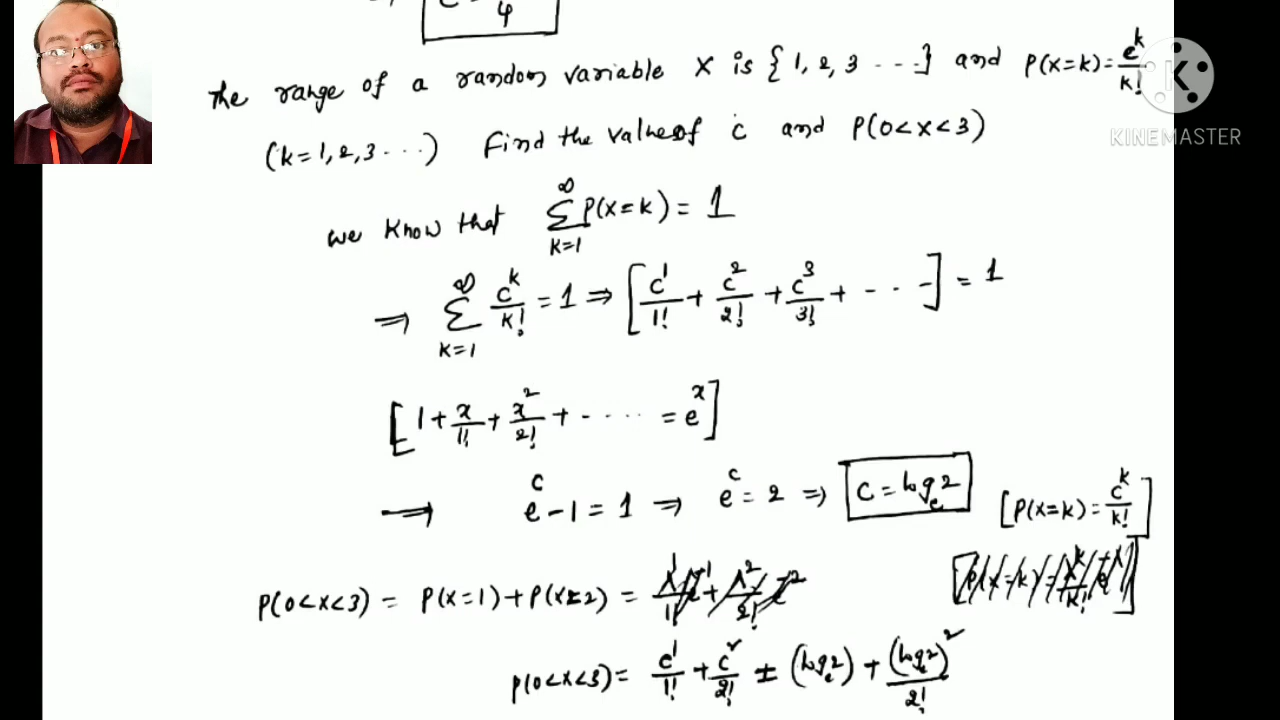 C = /4
The range of a random variable X is {1, 2, 3 ----} and P(X=k)= e^k/k!
(k=1,2,3 ...) Find the value of c and P(0<x<3)
KINEMASTER
we know that ∞Σk=1 P(x=k) = 1
⇒ ∞Σk=1 c^k/k! = 1 ⇒ [c^1/1! + c^2/2! + c^3/3! + - - - -] = 1
[1 + x/1! + x^2/2! + ----- = e^x]
⇒ e^c - 1 = 1 ⇒ e^c = 2 ⇒ C = log_e 2 [P(x=k) = c^k/k!]
P(0<x<3) = P(x=1) + P(x=2) =
P(0<x<3) = c^1/1! + c^2/2! = (log_e 2) + (log_e 2)^2/2!